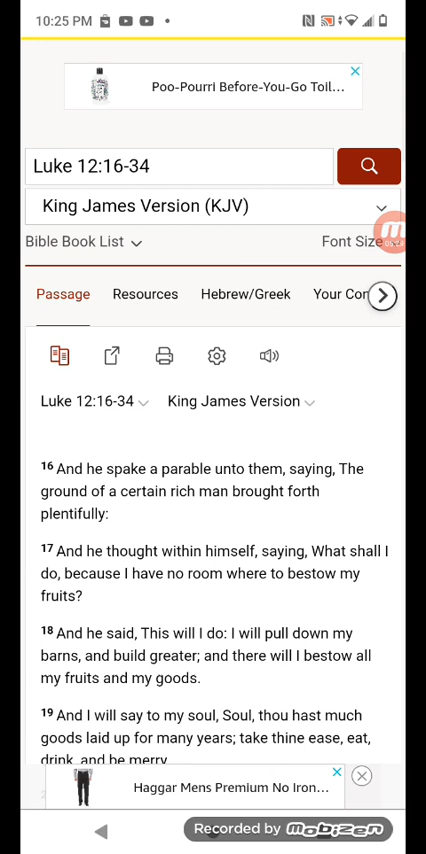 10:25 PM
Poo-Pourri Before-You-Go Toil...
Luke 12:16-34
King James Version (KJV)
Bible Book List
Font Size
Passage Resources Hebrew/Greek Your Con
Luke 12:16-34 King James Version
16 And he spake a parable unto them, saying, The
ground of a certain rich man brought forth
plentifully:
17 And he thought within himself, saying, What shall I
do, because I have no room where to bestow my
fruits?
18 And he said, This will I do: I will pull down my
barns, and build greater; and there will I bestow all
my fruits and my goods.
19 And I will say to my soul, Soul, thou hast much
goods laid up for many years; take thine ease, eat,
drink, and be merry
Haggar Mens Premium No Iron...
Recorded by mobizen